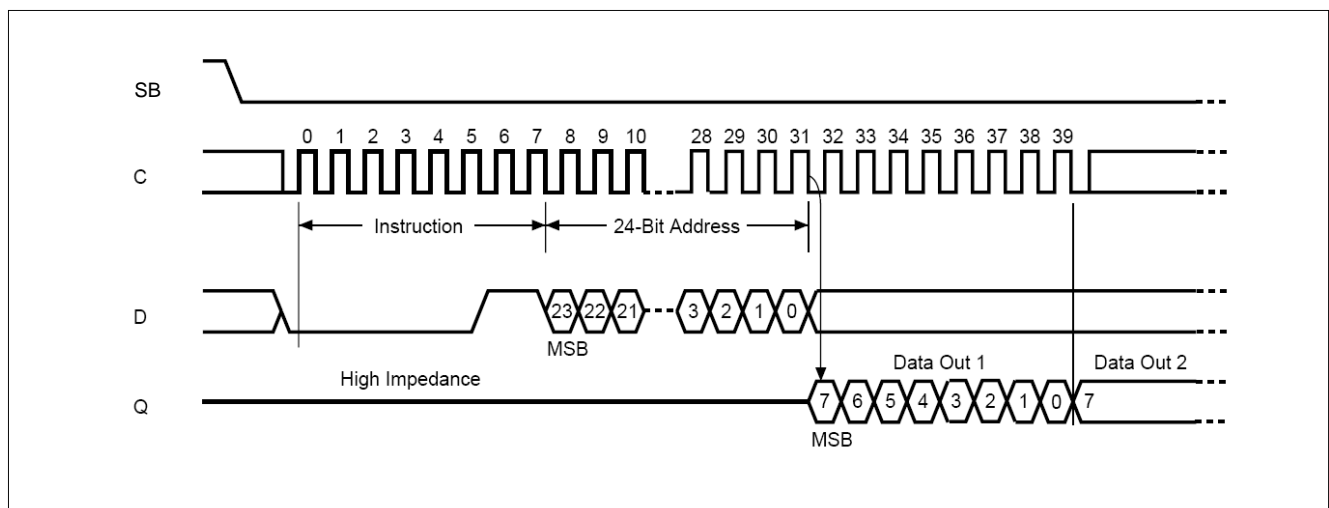 SB
0 1 2 3 4 5 6 7 8 9 10 28 29 30 31 32 33 34 35 36 37 38 39
C
Instruction 24-Bit Address
D 23 22 21 3 2 1 0
MSB
High Impedance Data Out 1 Data Out 2
Q 7 6 5 4 3 2 1 0 7
MSB